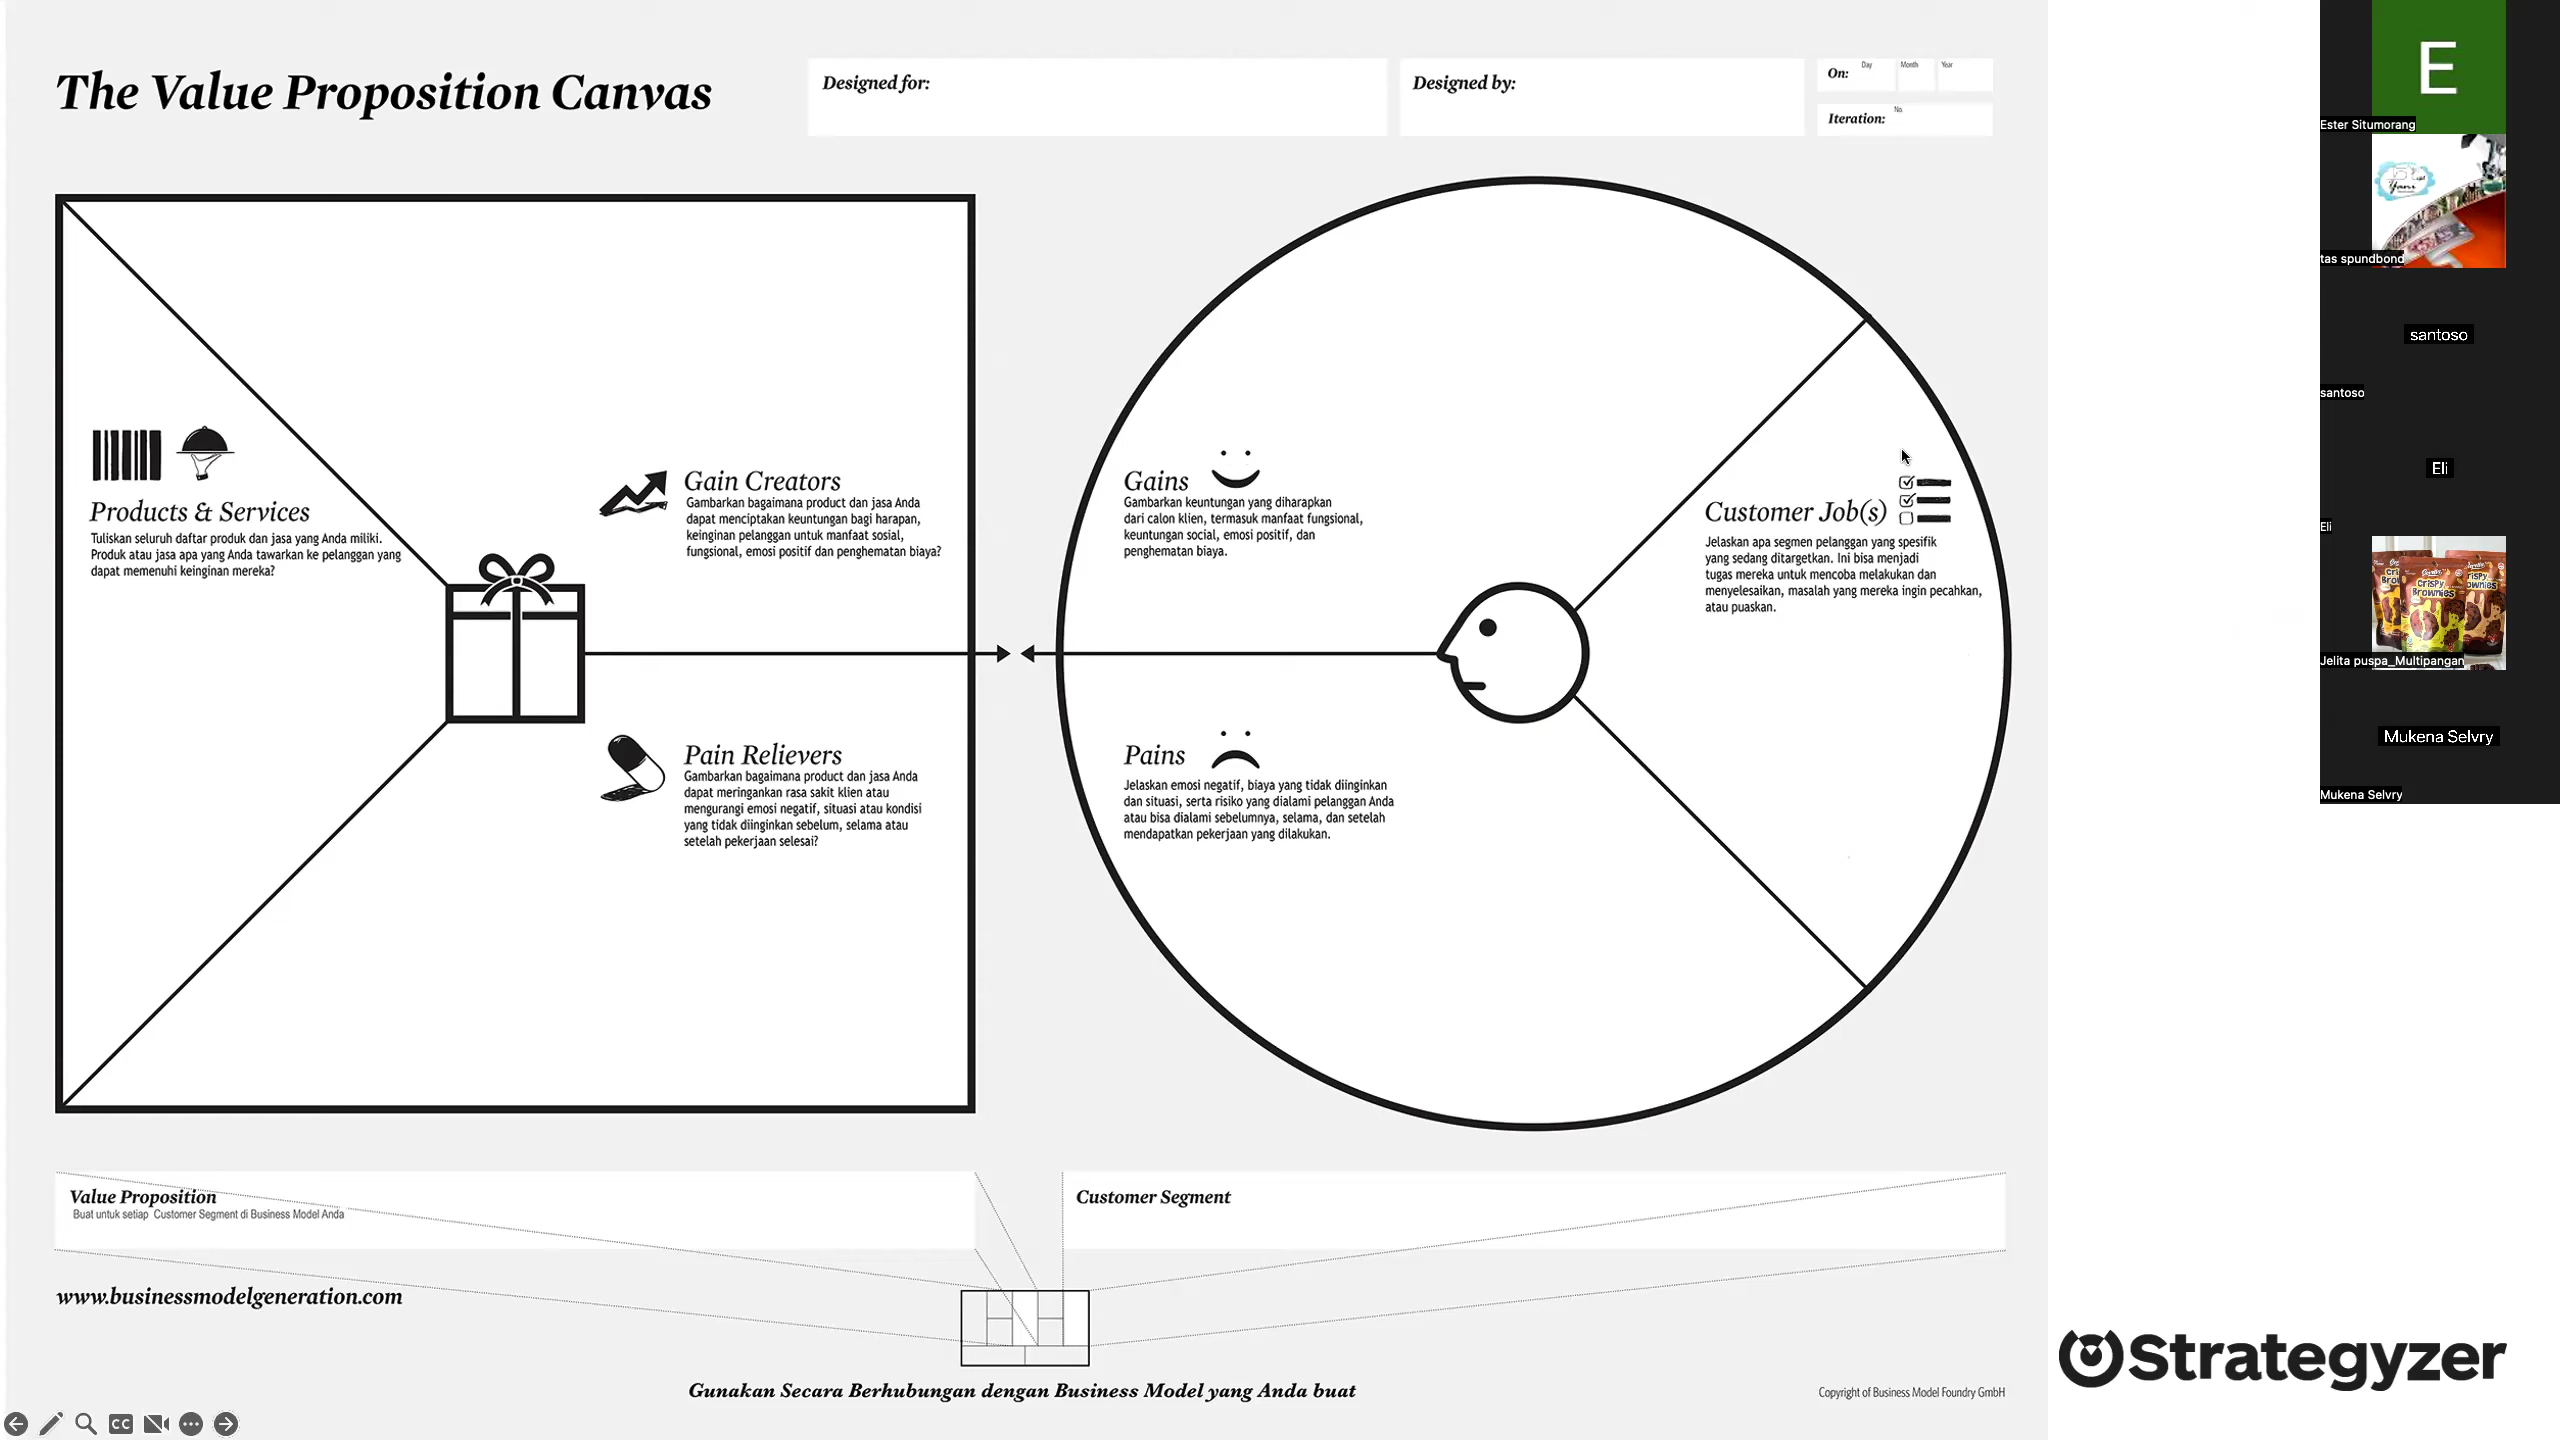 The Value Proposition Canvas
Designed for:
Designed by:
On:
Day
Month
Year
Iteration:
No.
Products & Services
Tuliskan seluruh daftar produk dan jasa yang Anda miliki.
Produk atau jasa apa yang Anda tawarkan ke pelanggan yang
dapat memenuhi keinginan mereka?
Gain Creators
Gambarkan bagaimana product dan jasa Anda
dapat menciptakan keuntungan bagi harapan,
keinginan pelanggan untuk manfaat sosial,
fungsional, emosi positif dan penghematan biaya?
Pain Relievers
Gambarkan bagaimana product dan jasa Anda
dapat meringankan rasa sakit klien atau
mengurangi emosi negatif, situasi atau kondisi
yang tidak diinginkan sebelum, selama atau
setelah pekerjaan selesai?
Gains
Gambarkan keuntungan yang diharapkan
dari calon klien, termasuk manfaat fungsional,
keuntungan social, emosi positif, dan
penghematan biaya.
Pains
Jelaskan emosi negatif, biaya yang tidak diinginkan
dan situasi, serta risiko yang dialami pelanggan Anda
atau bisa dialami sebelumnya, selama, dan setelah
mendapatkan pekerjaan yang dilakukan.
Customer Job(s)
Jelaskan apa segmen pelanggan yang spesifik
yang sedang ditargetkan. Ini bisa menjadi
tugas mereka untuk mencoba melakukan dan
menyelesaikan, masalah yang mereka ingin pecahkan,
atau puaskan.
Value Proposition
Buat untuk setiap Customer Segment di Business Model Anda
Customer Segment
www.businessmodelgeneration.com
Gunakan Secara Berhubungan dengan Business Model yang Anda buat
Copyright of Business Model Foundry GmbH
Strategyzer
CC
E
Ester Situmorang
Yani
tas spundbond
santoso
santoso
Eli
Eli
Crispy
Brownies
Jelita puspa_Multipangan
Mukena Selvry
Mukena Selvry